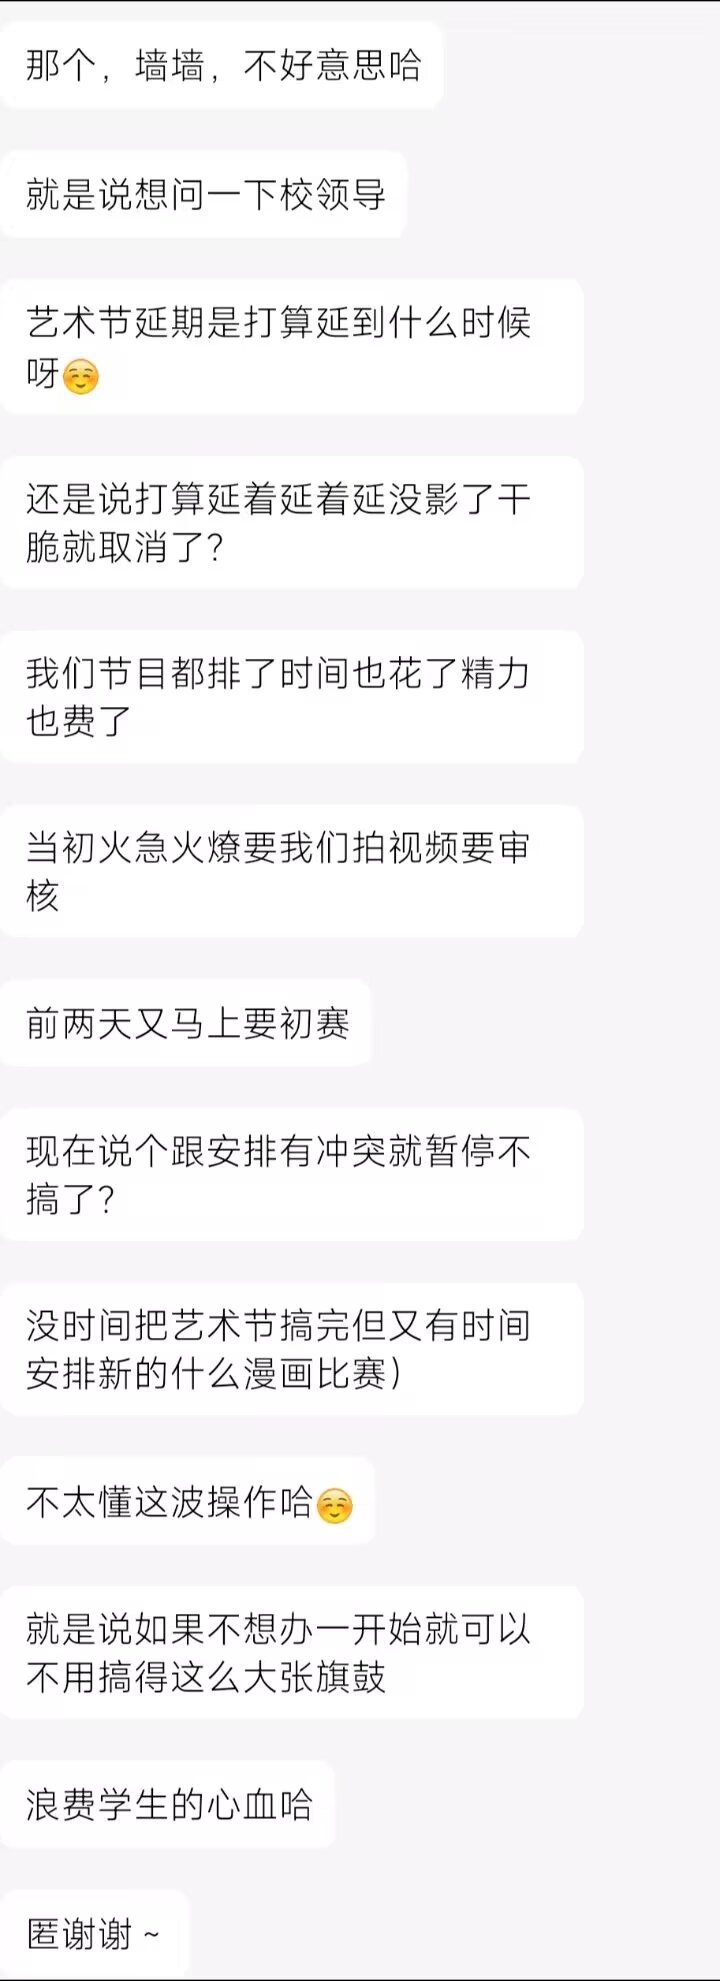 那个，墙墙，不好意思哈
就是说想问一下校领导
艺术节延期是打算延到什么时候
呀☺️
还是说打算延着延着延没影了干
脆就取消了？
我们节目都排了时间也花了精力
也费了
当初火急火燎要我们拍视频要审
核
前两天又马上要初赛
现在说个跟安排有冲突就暂停不
搞了？
没时间把艺术节搞完但又有时间
安排新的什么漫画比赛）
不太懂这波操作哈☺️
就是说如果不想办一开始就可以
不用搞得这么大张旗鼓
浪费学生的心血哈
匿谢谢～